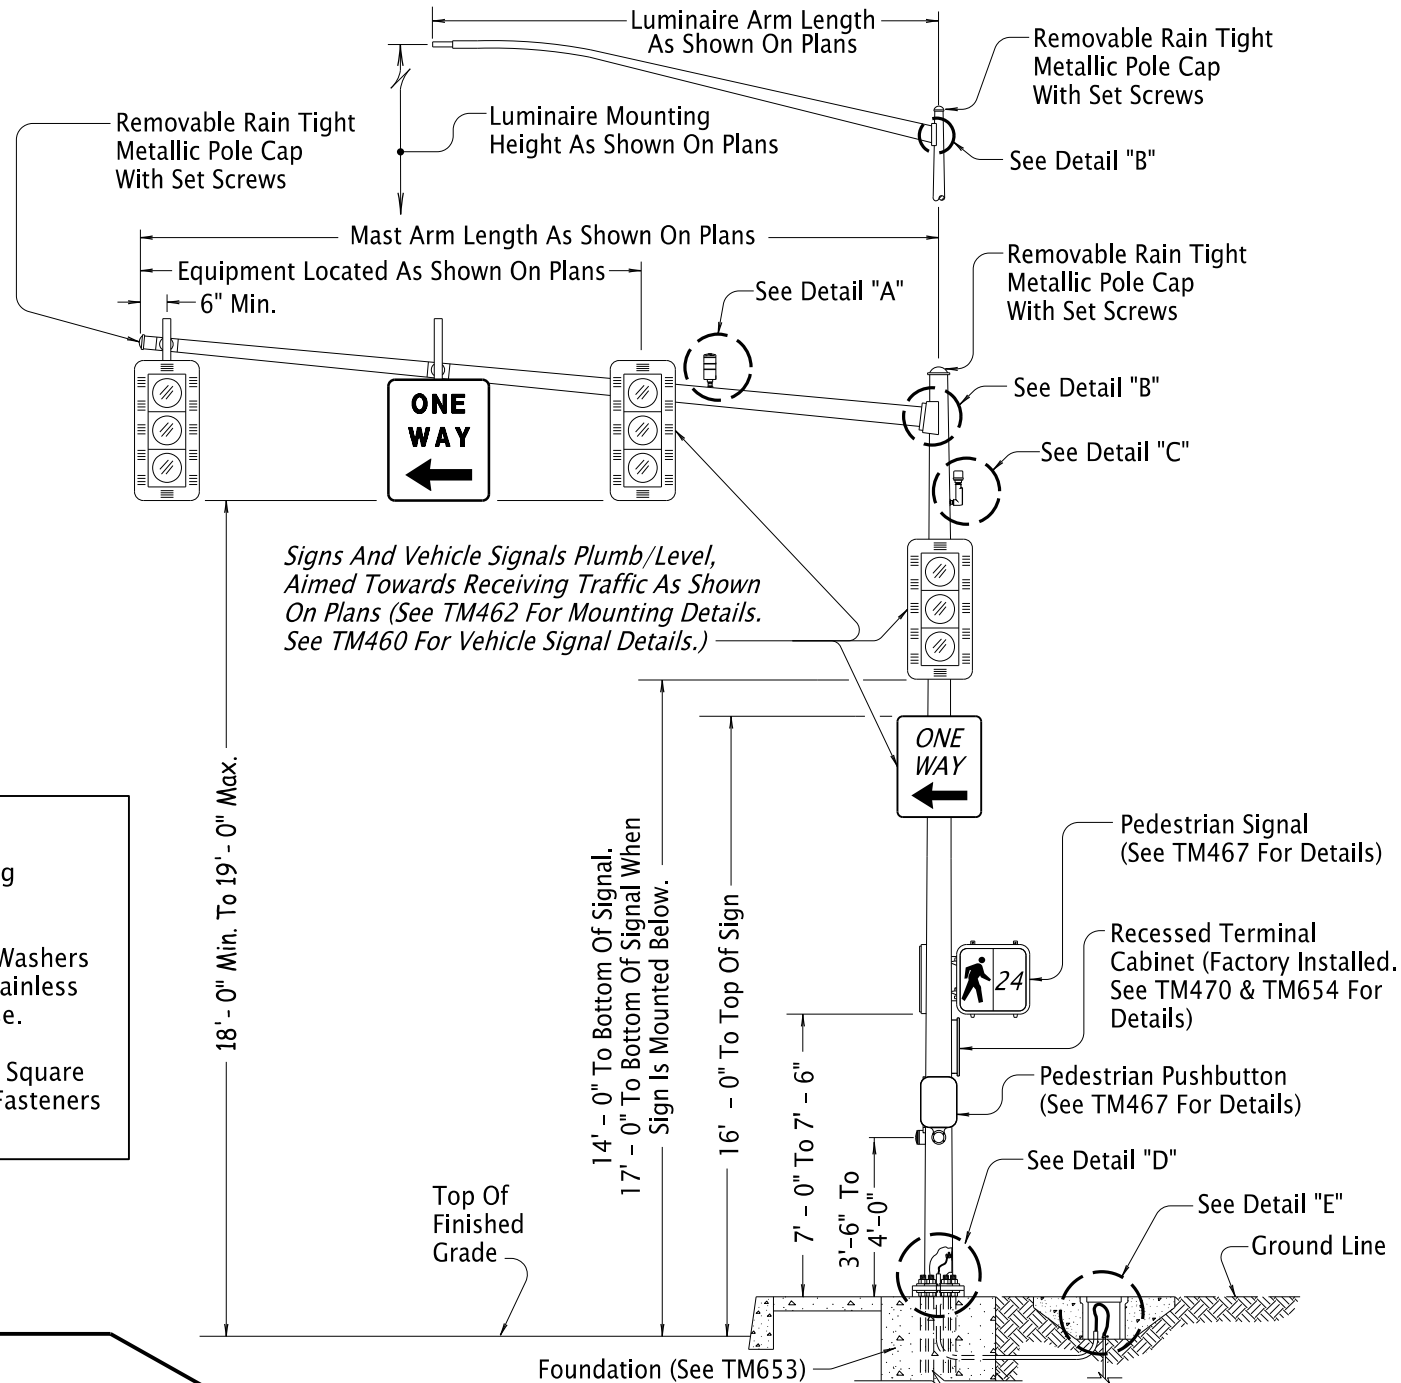 Luminaire Arm Length
As Shown On Plans
Removable Rain Tight
Metallic Pole Cap
With Set Screws
Removable Rain Tight
Metallic Pole Cap
With Set Screws
Luminaire Mounting
Height As Shown On Plans
See Detail "B"
Mast Arm Length As Shown On Plans
Equipment Located As Shown On Plans
6" Min.
See Detail "A"
Removable Rain Tight
Metallic Pole Cap
With Set Screws
See Detail "B"
ONE
WAY
See Detail "C"
Signs And Vehicle Signals Plumb/Level,
Aimed Towards Receiving Traffic As Shown
On Plans (See TM462 For Mounting Details.
See TM460 For Vehicle Signal Details.)
ONE
WAY
18'- 0" Min. To 19'- 0" Max.
14' - 0" To Bottom Of Signal.
17' - 0" To Bottom Of Signal When
Sign Is Mounted Below.
16' - 0" To Top Of Sign
Pedestrian Signal
(See TM467 For Details)
24
Recessed Terminal
Cabinet (Factory Installed.
See TM470 & TM654 For
Details)
g
Washers
ainless
e.
Square
Fasteners
Pedestrian Pushbutton
(See TM467 For Details)
7' - 0" To 7' - 6"
3'-6" To
4'-0"
See Detail "D"
See Detail "E"
Ground Line
Top Of
Finished
Grade
Foundation (See TM653)